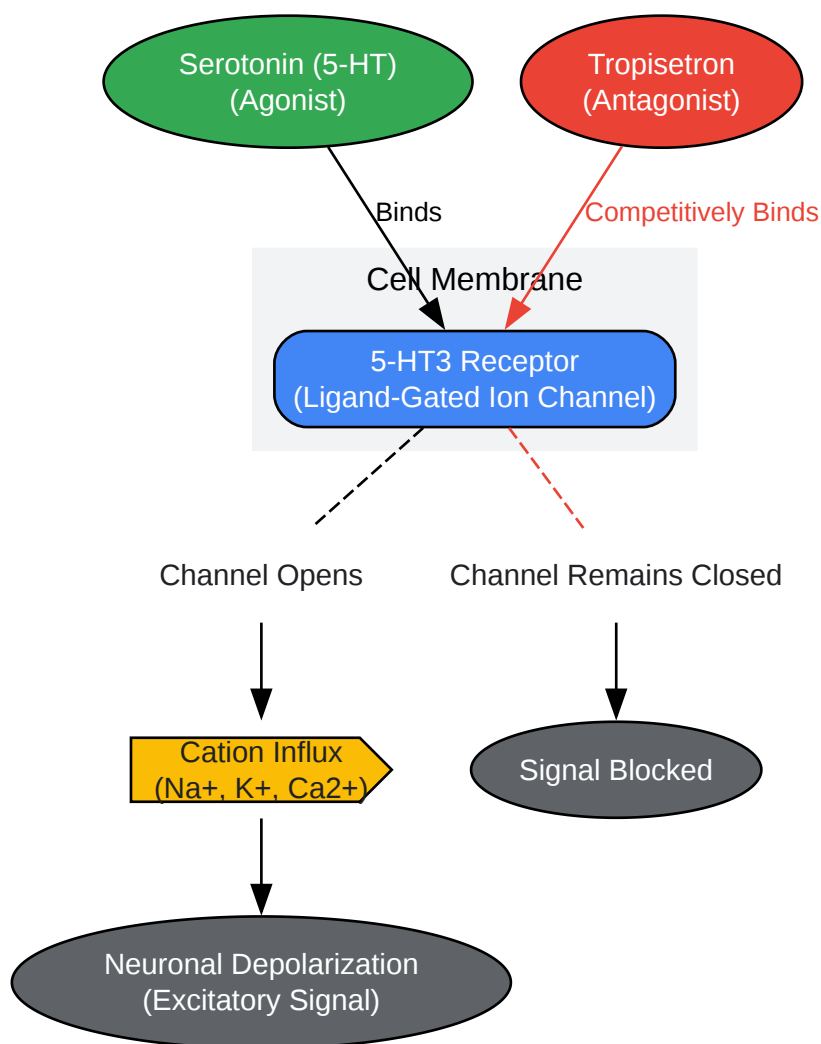 Serotonin (5-HT)
(Agonist)
Tropisetron
(Antagonist)
Binds
Competitively Binds
Cell Membrane
5-HT3 Receptor
(Ligand-Gated Ion Channel)
Channel Opens
Channel Remains Closed
Cation Influx
(Na+, K+, Ca2+)
Signal Blocked
Neuronal Depolarization
(Excitatory Signal)